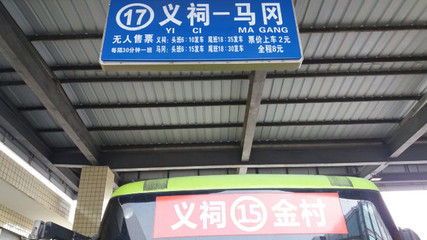 ⑰ 义祠－马冈
YI CI MA GANG
无人售票 义祠：头班6：10发车 尾班18：35发车 票价上车2元
每隔30分钟一班 马冈：头班6：15发车 尾班18：30发车 全程8元
义祠⑮金村